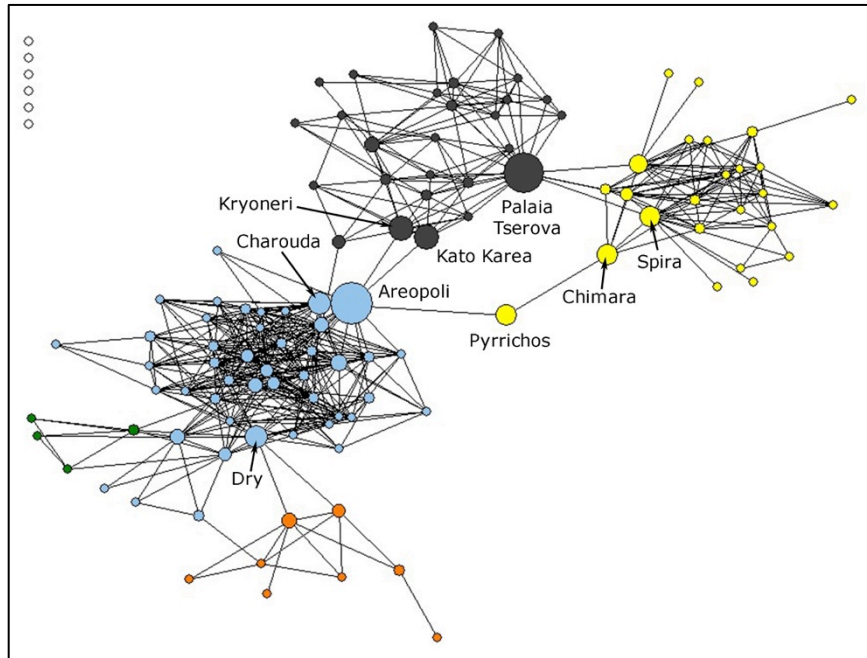 Kryoneri
Palaia
Tserova
Charouda
Kato Karea
Spira
Areopoli
Chimara
Pyrrichos
Dry